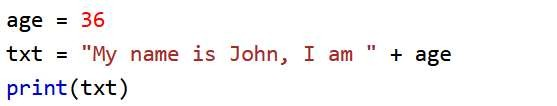 age = 36
txt = "My name is John, I am " + age
print(txt)